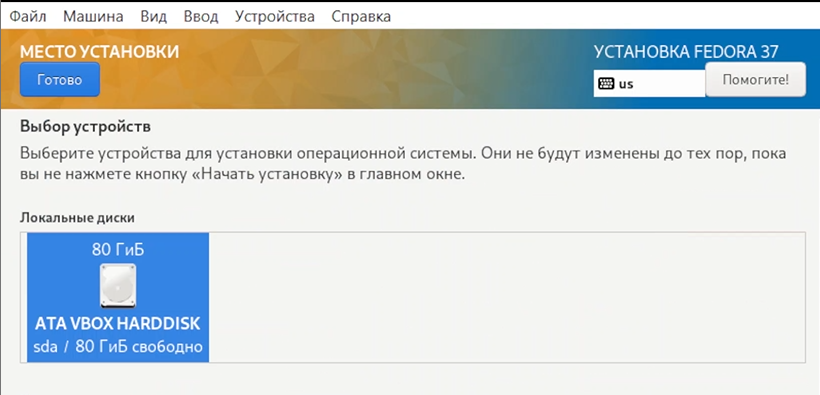 Файл Машина Вид Ввод Устройства Справка
МЕСТО УСТАНОВКИ
УСТАНОВКА FEDORA 37
Готово
us
Помогите!
Выбор устройств
Выберите устройства для установки операционной системы. Они не будут изменены до тех пор, пока
вы не нажмете кнопку «Начать установку» в главном окне.
Локальные диски
80 ГиБ
ATA VBOX HARDDISK
sda / 80 ГиБ свободно